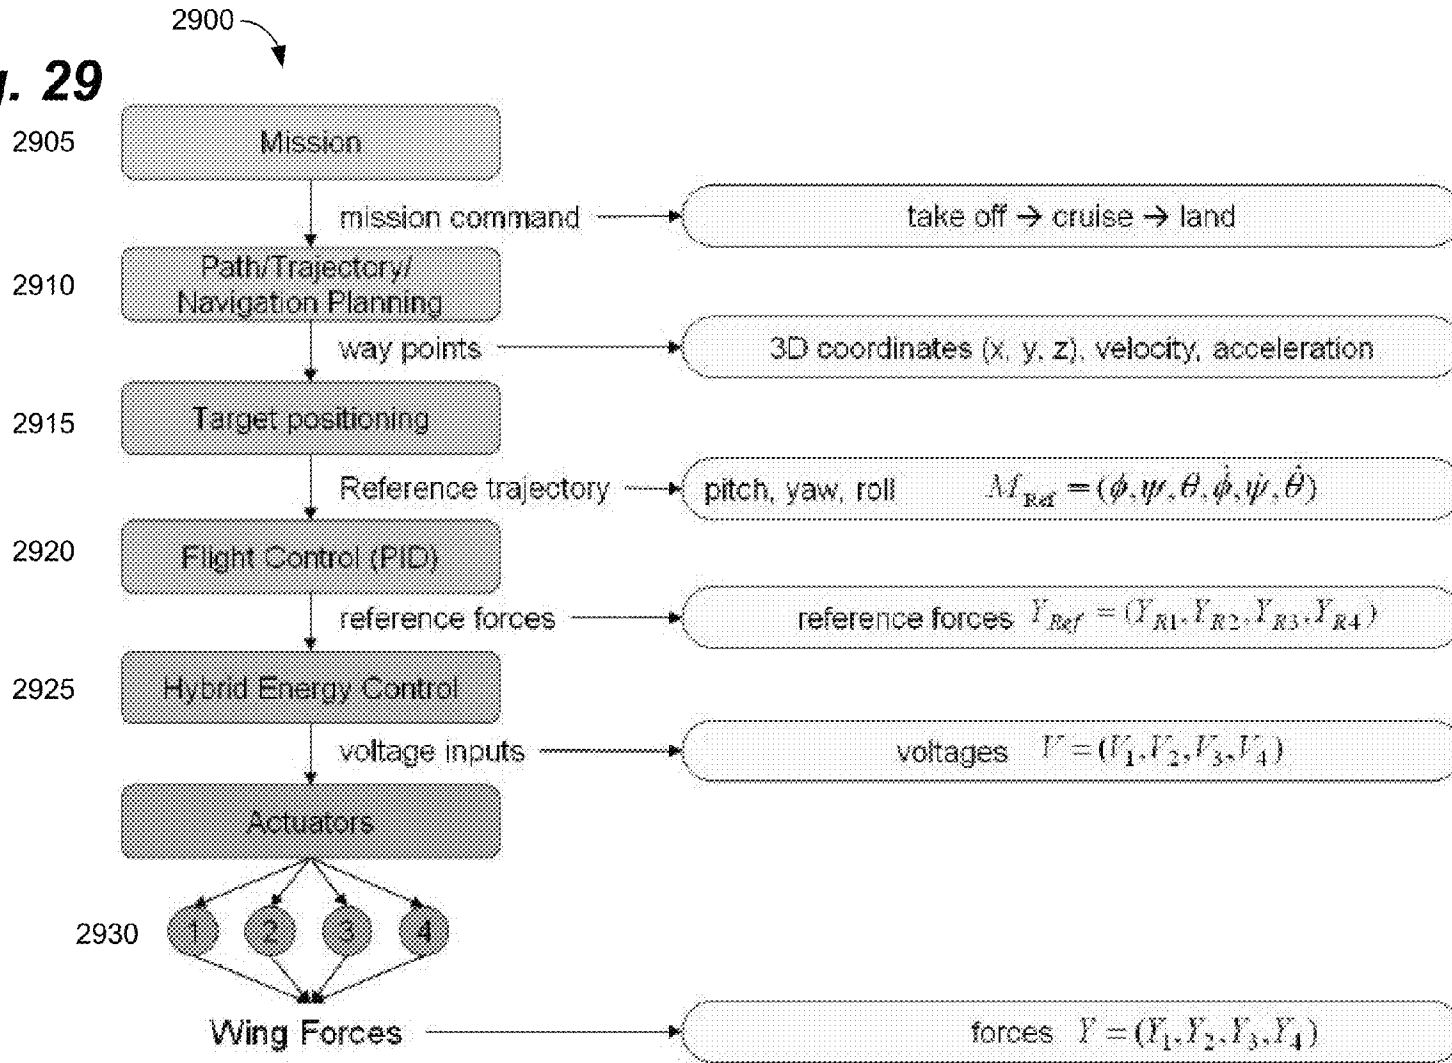 2900
g. 29
2905
Mission
mission command
take off → cruise → land
2910
Path/Trajectory/
Navigation Planning
way points
3D coordinates (x, y, z), velocity, acceleration
2915
Target positioning
Reference trajectory
pitch, yaw, roll M_Ref = (ϕ, ψ, θ, ϕ̇, ψ̇, θ̇)
2920
Flight Control (PID)
reference forces
reference forces Y_Ref = (Y_R1, Y_R2, Y_R3, Y_R4)
2925
Hybrid Energy Control
voltage inputs
voltages V = (V_1, V_2, V_3, V_4)
Actuators
2930 1 2 3 4
Wing Forces
forces Y = (Y_1, Y_2, Y_3, Y_4)